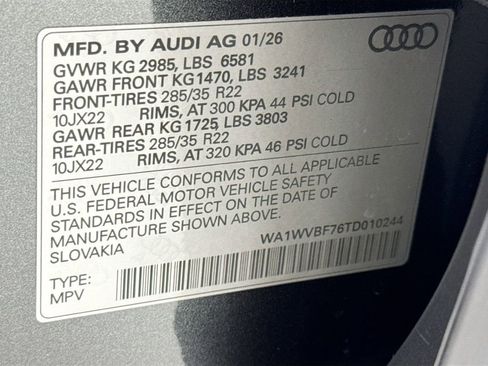 MFD. BY AUDI AG 01/26
GVWR KG 2985, LBS 6581
GAWR FRONT KG1470, LBS 3241
FRONT-TIRES 285/35 R22
10JX22 RIMS, AT 300 KPA 44 PSI COLD
GAWR REAR KG 1725, LBS 3803
REAR-TIRES 285/35 R22
10JX22 RIMS, AT 320 KPA 46 PSI COLD
THIS VEHICLE CONFORMS TO ALL APPLICABLE
U.S. FEDERAL MOTOR VEHICLE SAFETY
STANDARDS IN EFFECT ON THE DATE OF
MANUFACTURE SHOWN ABOVE.
SLOVAKIA
WA1WVBF76TD010244
TYPE:
MPV